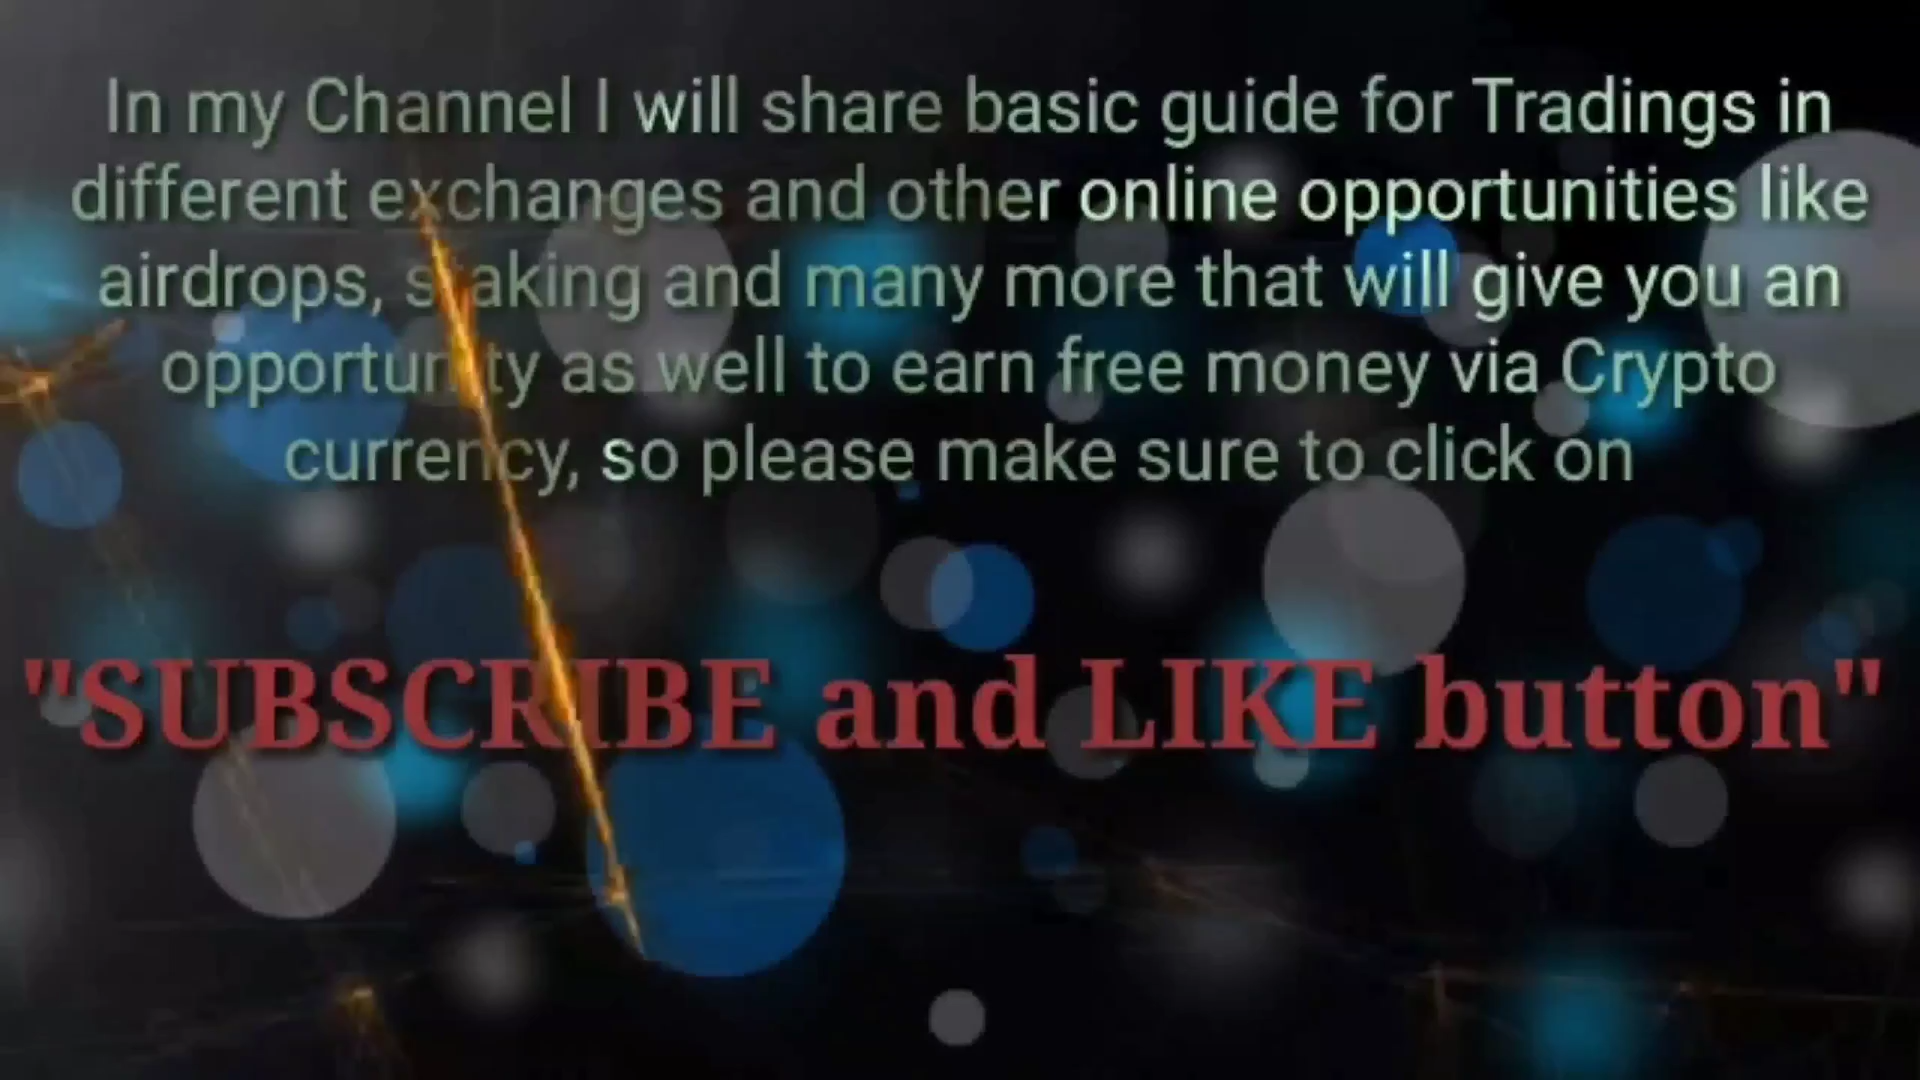 In my Channel I will share basic guide for Tradings in
different exchanges and other online opportunities like
airdrops, staking and many more that will give you an
opportunity as well to earn free money via Crypto
currency, so please make sure to click on
"SUBSCRIBE and LIKE button"